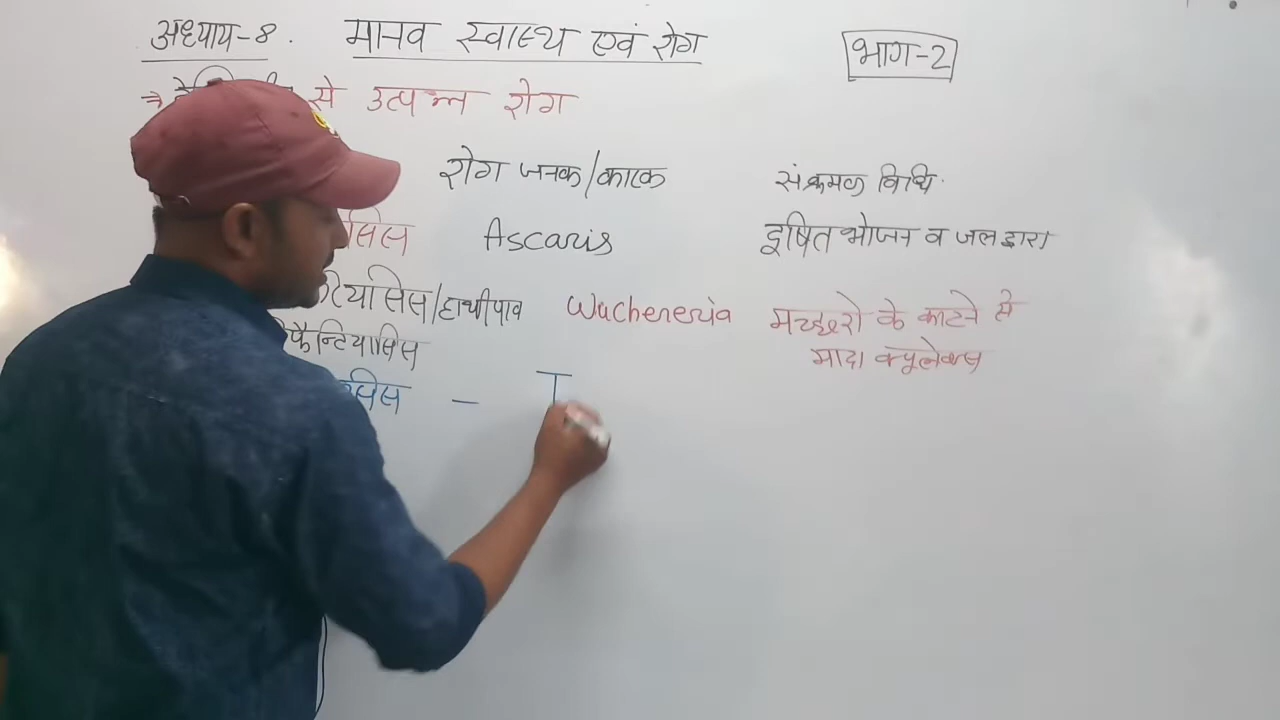 अध्याय-8. मानव स्वास्थ्य एवं रोग
भाग-2
⇒ से उत्पन्न रोग
रोग जनक/कारक संक्रमण विधि
सिस Ascaris दूषित भोजन व जल द्वारा
टियासिस/हाथीपाव Wuchereria मच्छरो के काटने से
फैन्टियासिस मादा क्यूलेक्स
सिस - T